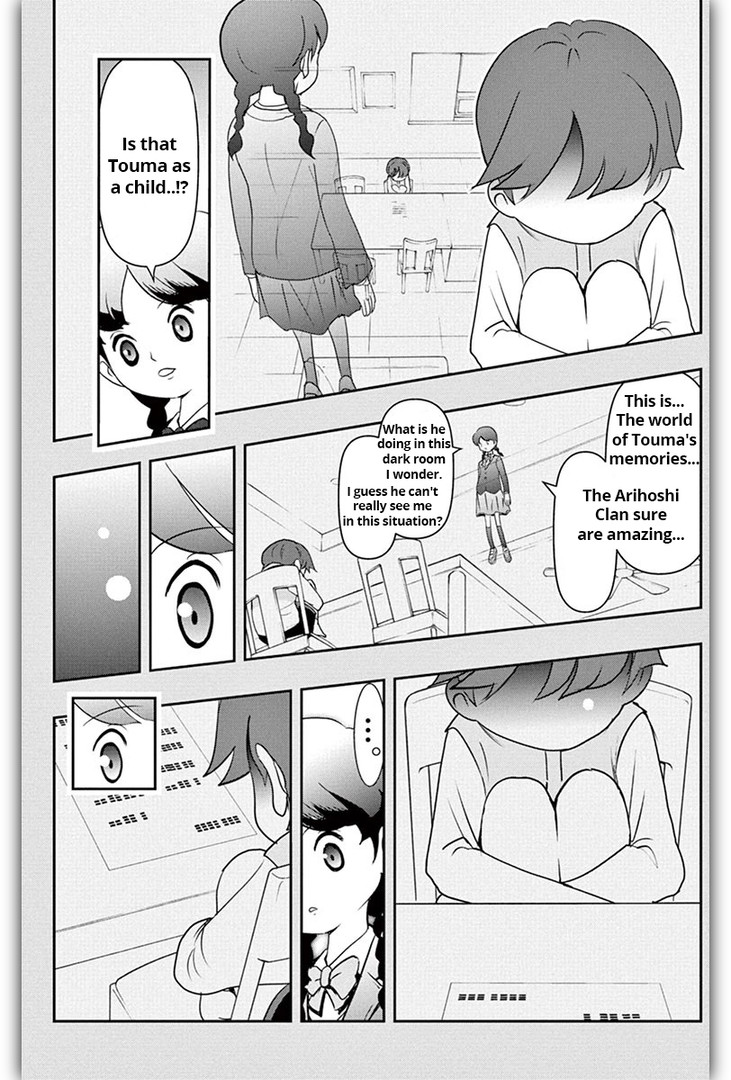 This is...
The world
of Touma's
memories...
The Arihoshi
Clan sure
are amazing...
What is he
doing in this
dark room
I wonder.
I guess he can't
really see me
in this situation?
Is that
Touma as
a child..!?
...